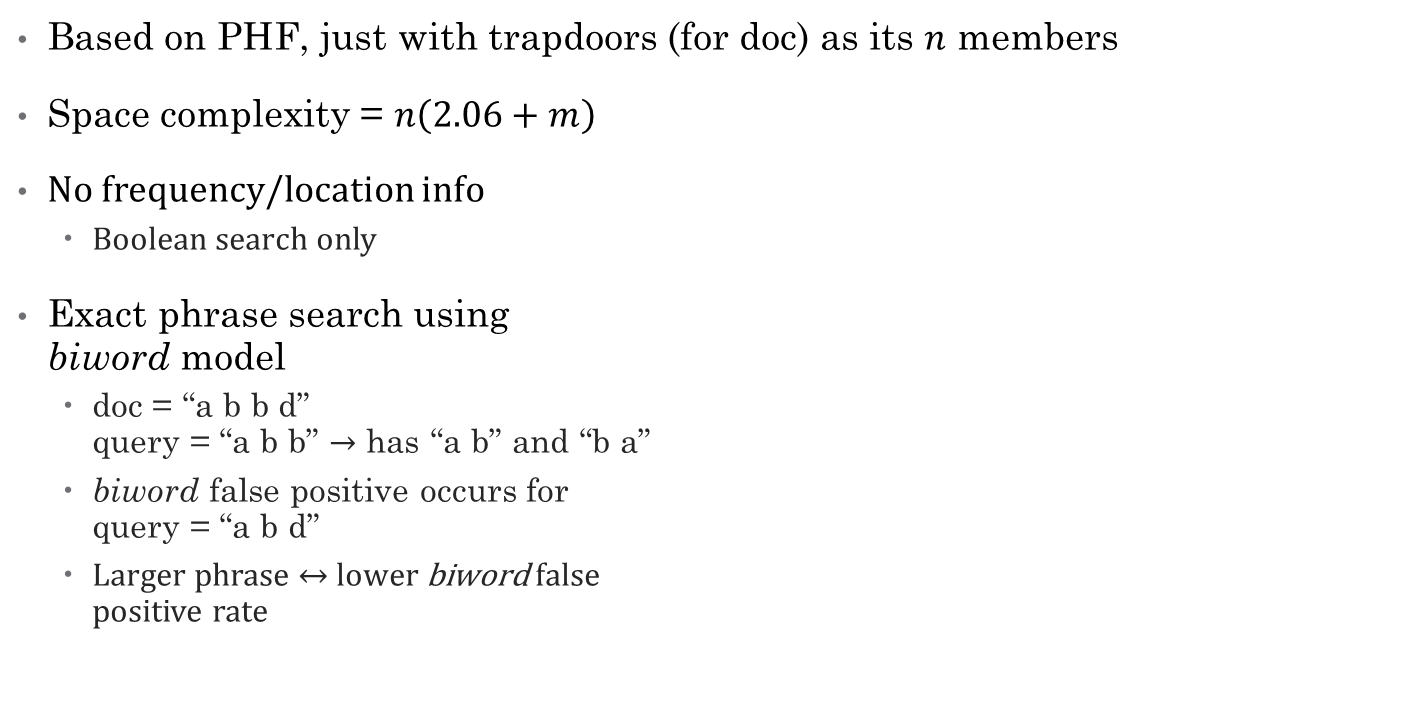 • Based on PHF, just with trapdoors (for doc) as its n members
• Space complexity = n(2.06 + m)
• No frequency/location info
• Boolean search only
• Exact phrase search using
biword model
• doc = “a b b d”
query = “a b b” → has “a b” and “b a”
• biword false positive occurs for
query = “a b d”
• Larger phrase ↔ lower biword false
positive rate